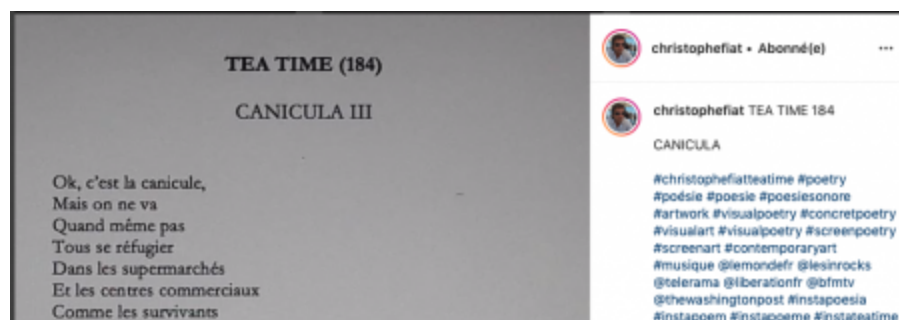 TEA TIME (184)
CANICULA III
Ok, c'est la canicule,
Mais on ne va
Quand même pas
Tous se réfugier
Dans les supermarchés
Et les centres commerciaux
Comme les survivants
christophefiat • Abonné(e)
christophefiat TEA TIME 184
CANICULA
#christophefiatteatime #poetry
#poésie #poesie #poesiesonore
#artwork #visualpoetry #concretpoetry
#visualart #visualpoetry #screenpoetry
#screenart #contemporaryart
#musique @lemondefr @lesinrocks
@telerama @liberationfr @bfmtv
@thewashingtonpost #instapoesia
#instapoem #instapoeme #instateatime